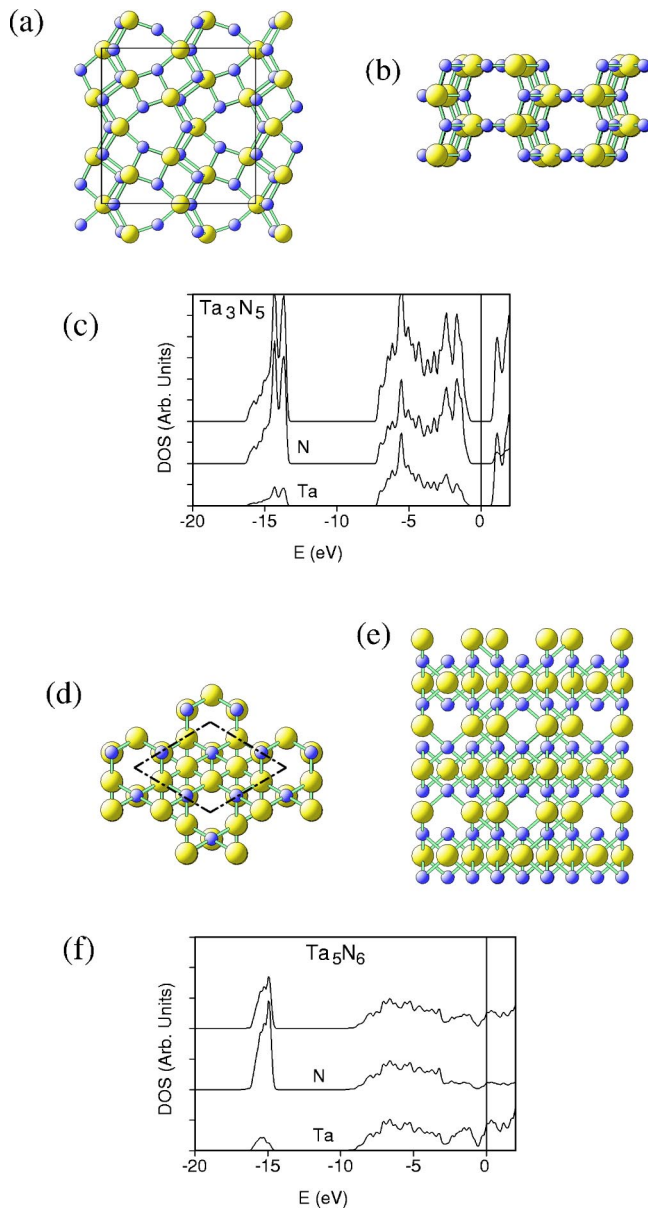 (a)
(b)
(c)
Ta3N5
DOS (Arb. Units)
N
Ta
-20 -15 -10 -5 0
E (eV)
(d)
(e)
(f)
Ta5N6
DOS (Arb. Units)
N
Ta
-20 -15 -10 -5 0
E (eV)